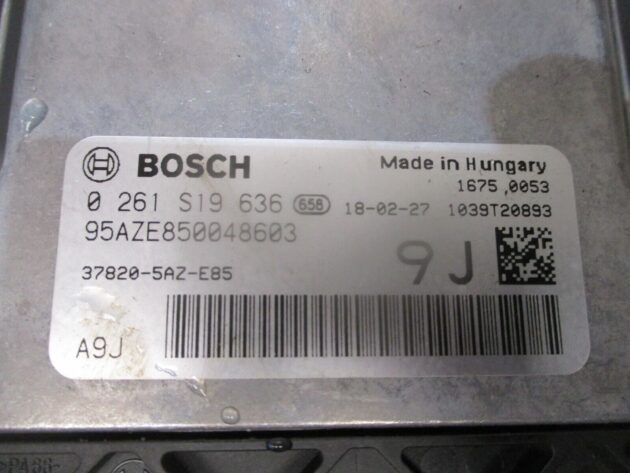 BOSCH
Made in Hungary
1675,0053
0 261 S19 636 658 18-02-27 1039T20893
95AZE850048603
9J
37820-5AZ-E85
A9J